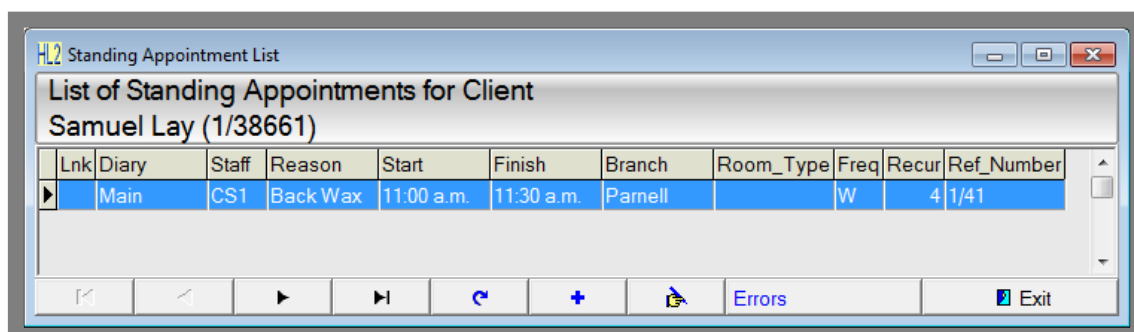 HL2 Standing Appointment List
List of Standing Appointments for Client
Samuel Lay (1/38661)
Lnk Diary Staff Reason Start Finish Branch Room_Type Freq Recur Ref_Number
Main CS1 Back Wax 11:00 a.m. 11:30 a.m. Parnell W 4 1/41
Errors Exit